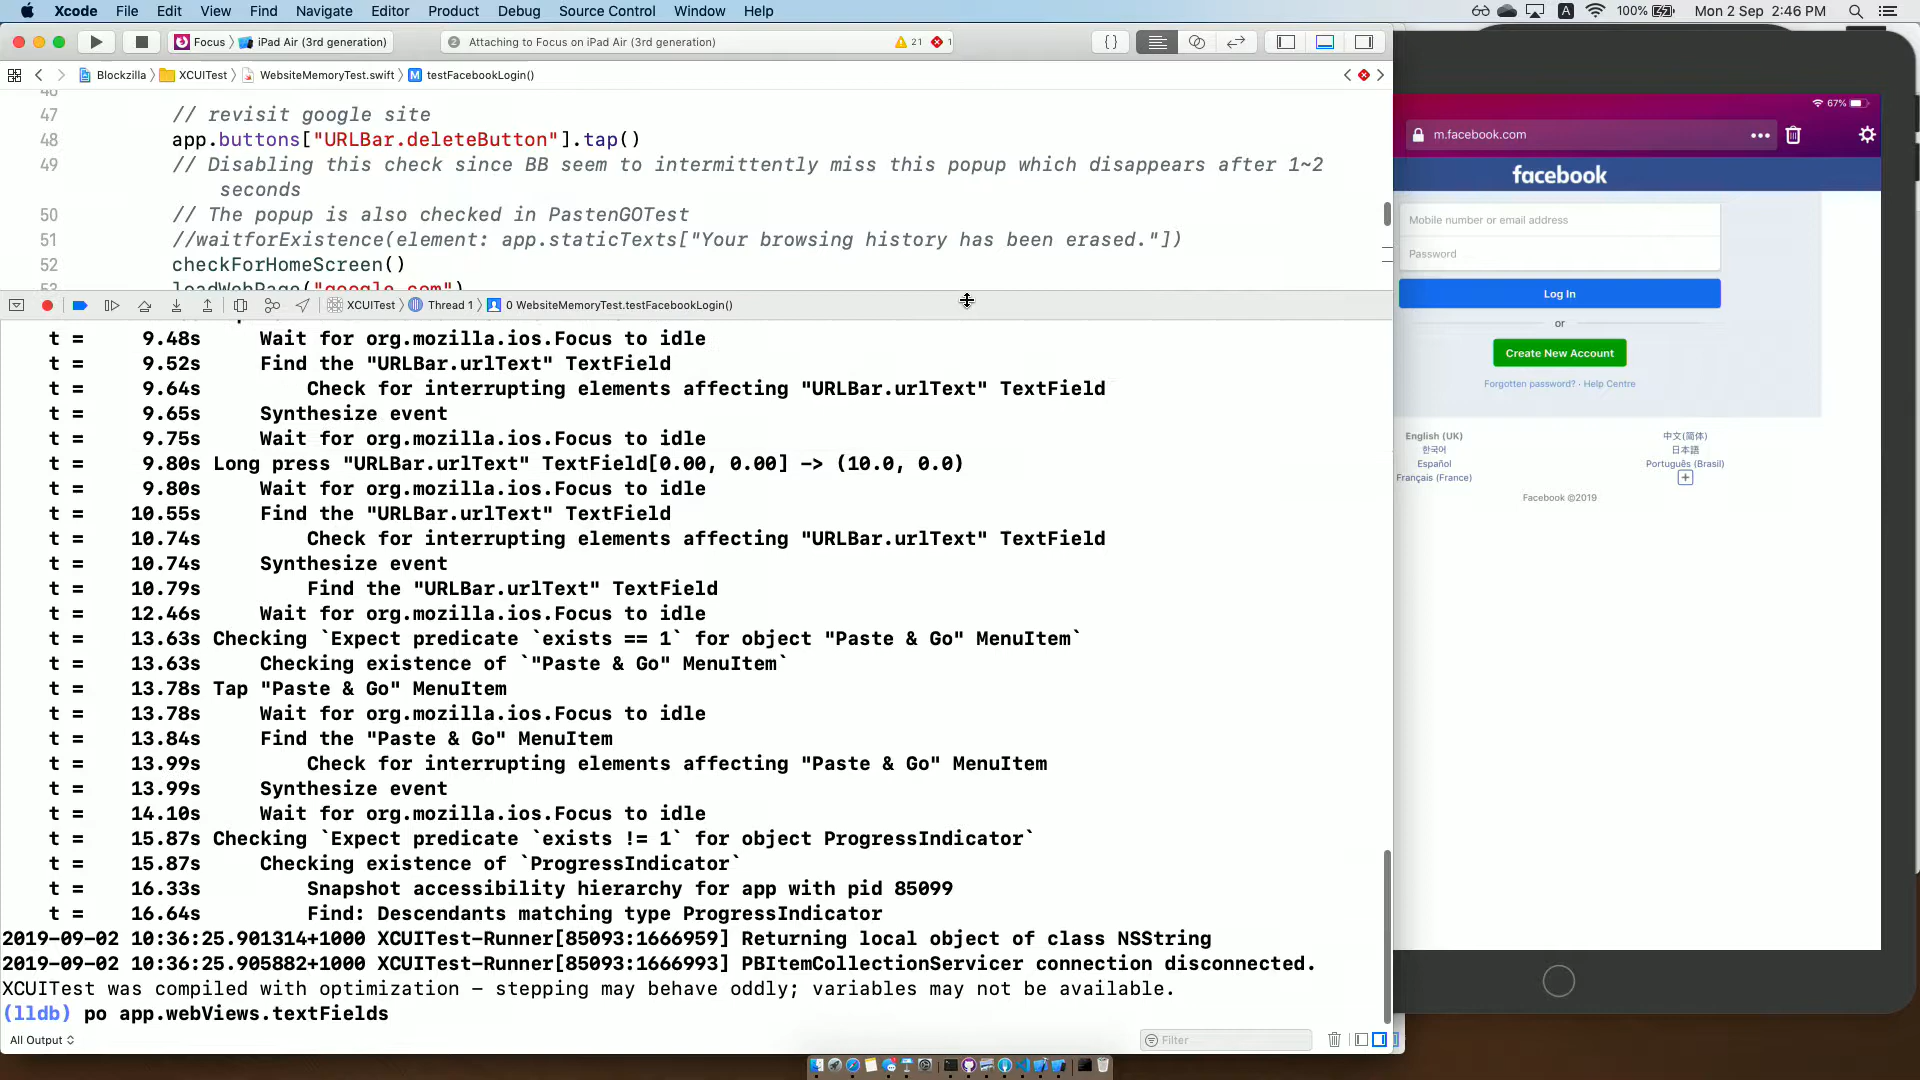 Xcode File Edit View Find Navigate Editor Product Debug Source Control Window Help
A 100% Mon 2 Sep 2:46 PM
Focus iPad Air (3rd generation)
2 Attaching to Focus on iPad Air (3rd generation) 21 1
{}
Blockzilla XCUITest WebsiteMemoryTest.swift M testFacebookLogin()
46
47 // revisit google site
48 app.buttons["URLBar.deleteButton"].tap()
49 // Disabling this check since BB seem to intermittently miss this popup which disappears after 1~2
seconds
50 // The popup is also checked in PastenGOTest
51 //waitforExistence(element: app.staticTexts["Your browsing history has been erased."])
52 checkForHomeScreen()
53 loadWebPage("google.com")
XCUITest Thread 1 0 WebsiteMemoryTest.testFacebookLogin()
t = 9.48s Wait for org.mozilla.ios.Focus to idle
t = 9.52s Find the "URLBar.urlText" TextField
t = 9.64s Check for interrupting elements affecting "URLBar.urlText" TextField
t = 9.65s Synthesize event
t = 9.75s Wait for org.mozilla.ios.Focus to idle
t = 9.80s Long press "URLBar.urlText" TextField[0.00, 0.00] -> (10.0, 0.0)
t = 9.80s Wait for org.mozilla.ios.Focus to idle
t = 10.55s Find the "URLBar.urlText" TextField
t = 10.74s Check for interrupting elements affecting "URLBar.urlText" TextField
t = 10.74s Synthesize event
t = 10.79s Find the "URLBar.urlText" TextField
t = 12.46s Wait for org.mozilla.ios.Focus to idle
t = 13.63s Checking `Expect predicate `exists == 1` for object "Paste & Go" MenuItem`
t = 13.63s Checking existence of `"Paste & Go" MenuItem`
t = 13.78s Tap "Paste & Go" MenuItem
t = 13.78s Wait for org.mozilla.ios.Focus to idle
t = 13.84s Find the "Paste & Go" MenuItem
t = 13.99s Check for interrupting elements affecting "Paste & Go" MenuItem
t = 13.99s Synthesize event
t = 14.10s Wait for org.mozilla.ios.Focus to idle
t = 15.87s Checking `Expect predicate `exists != 1` for object ProgressIndicator`
t = 15.87s Checking existence of `ProgressIndicator`
t = 16.33s Snapshot accessibility hierarchy for app with pid 85099
t = 16.64s Find: Descendants matching type ProgressIndicator
2019-09-02 10:36:25.901314+1000 XCUITest-Runner[85093:1666959] Returning local object of class NSString
2019-09-02 10:36:25.905882+1000 XCUITest-Runner[85093:1666993] PBItemCollectionServicer connection disconnected.
XCUITest was compiled with optimization - stepping may behave oddly; variables may not be available.
(lldb) po app.webViews.textFields
All Output
Filter
67%
m.facebook.com
facebook
Mobile number or email address
Password
Log In
or
Create New Account
Forgotten password? · Help Centre
English (UK) 中文(简体)
한국어 日本語
Español Português (Brasil)
Français (France)
Facebook ©2019